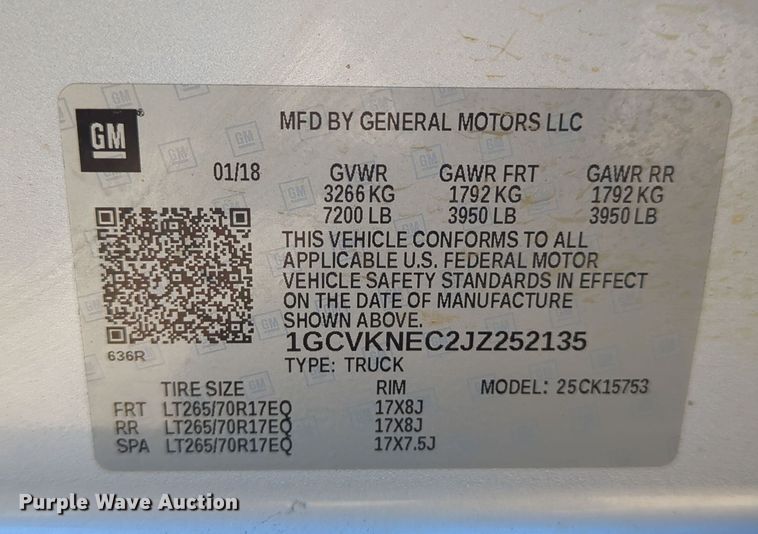 GM
MFD BY GENERAL MOTORS LLC
01/18 GVWR GAWR FRT GAWR RR
3266 KG 1792 KG 1792 KG
7200 LB 3950 LB 3950 LB
THIS VEHICLE CONFORMS TO ALL
APPLICABLE U.S. FEDERAL MOTOR
VEHICLE SAFETY STANDARDS IN EFFECT
ON THE DATE OF MANUFACTURE
SHOWN ABOVE.
1GCVKNEC2JZ252135
636R
TYPE: TRUCK
TIRE SIZE RIM MODEL: 25CK15753
FRT LT265/70R17EQ 17X8J
RR LT265/70R17EQ 17X8J
SPA LT265/70R17EQ 17X7.5J
Purple Wave Auction